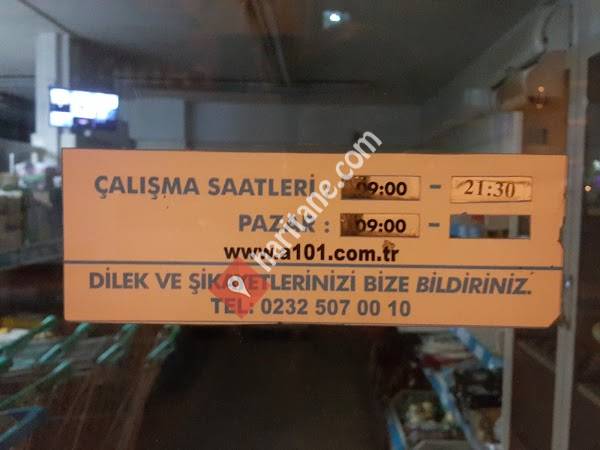 ÇALIŞMA SAATLERİ : 09:00 - 21:30
PAZAR : 09:00 -
www.a101.com.tr
DİLEK VE ŞİKAYETLERİNİZİ BİZE BİLDİRİNİZ.
TEL: 0232 507 00 10
haritane.com